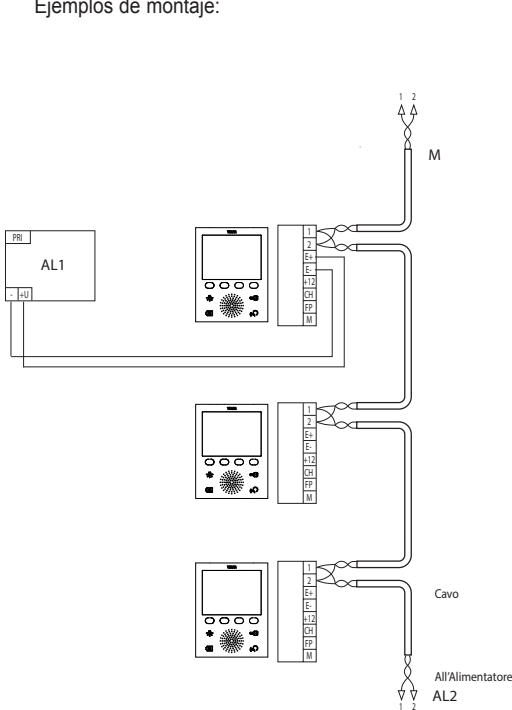 Ejemplos de montaje:
1 2
M
PRI
AL1
- +U
1
2
E+
E-
+12
CH
FP
M
1
2
E+
E-
+12
CH
FP
M
1
2
E+
E-
+12
CH
FP
M
Cavo
All'Alimentatore
AL2
1 2